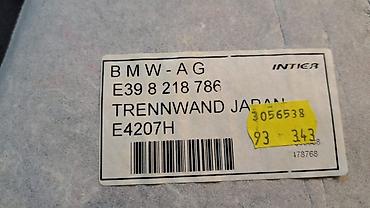 BMW-AG
INTIER
E39 8 218 786
TRENNWAND JAPAN
E4207H
3056538
93 343
178768